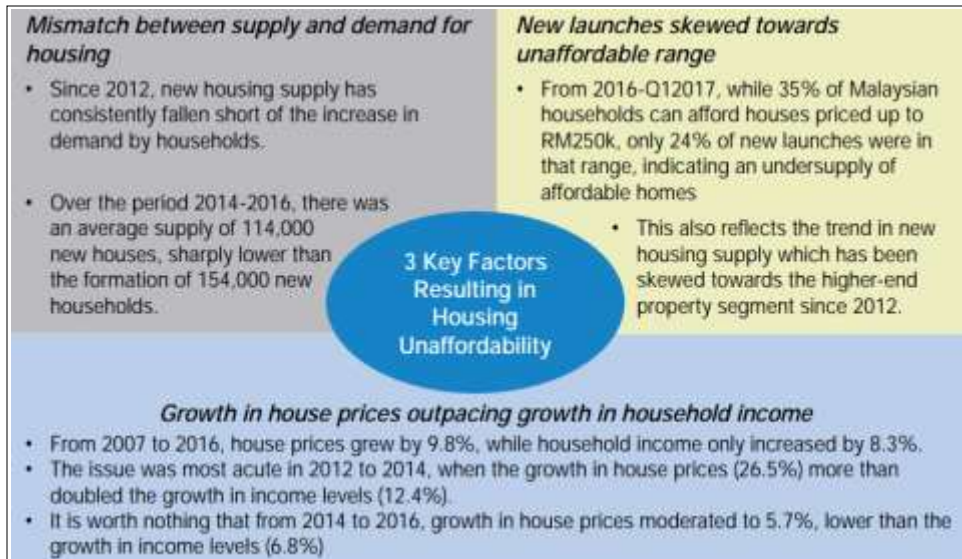 Mismatch between supply and demand for
housing
• Since 2012, new housing supply has
consistently fallen short of the increase in
demand by households.
• Over the period 2014-2016, there was
an average supply of 114,000
new houses, sharply lower than
the formation of 154,000 new
households.
New launches skewed towards
unaffordable range
• From 2016-Q12017, while 35% of Malaysian
households can afford houses priced up to
RM250k, only 24% of new launches were in
that range, indicating an undersupply of
affordable homes
• This also reflects the trend in new
housing supply which has been
skewed towards the higher-end
property segment since 2012.
3 Key Factors
Resulting in
Housing
Unaffordability
Growth in house prices outpacing growth in household income
• From 2007 to 2016, house prices grew by 9.8%, while household income only increased by 8.3%.
• The issue was most acute in 2012 to 2014, when the growth in house prices (26.5%) more than
doubled the growth in income levels (12.4%).
• It is worth nothing that from 2014 to 2016, growth in house prices moderated to 5.7%, lower than the
growth in income levels (6.8%)